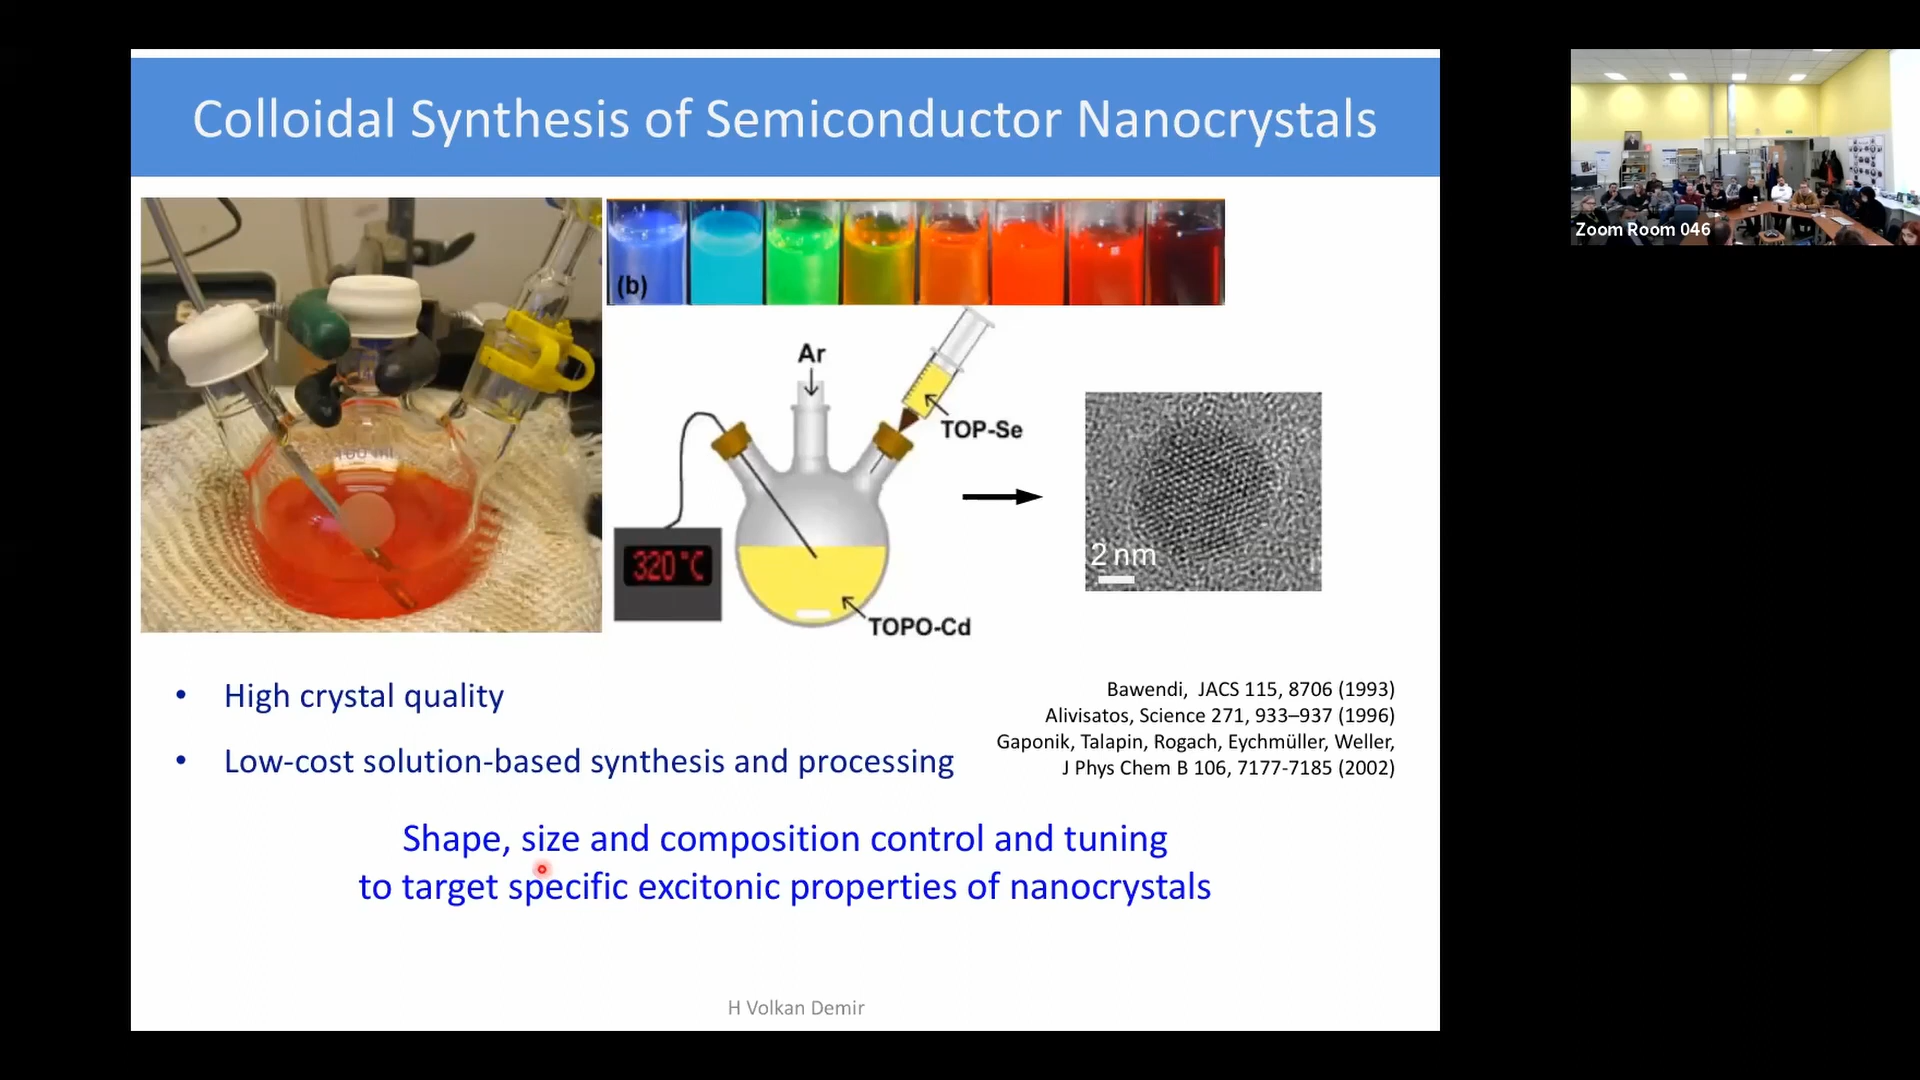 Colloidal Synthesis of Semiconductor Nanocrystals
(b)
Ar
TOP-Se
320 °C
TOPO-Cd
2 nm
• High crystal quality
• Low-cost solution-based synthesis and processing
Bawendi, JACS 115, 8706 (1993)
Alivisatos, Science 271, 933–937 (1996)
Gaponik, Talapin, Rogach, Eychmüller, Weller,
J Phys Chem B 106, 7177-7185 (2002)
Shape, size and composition control and tuning
to target specific excitonic properties of nanocrystals
H Volkan Demir
Zoom Room 046